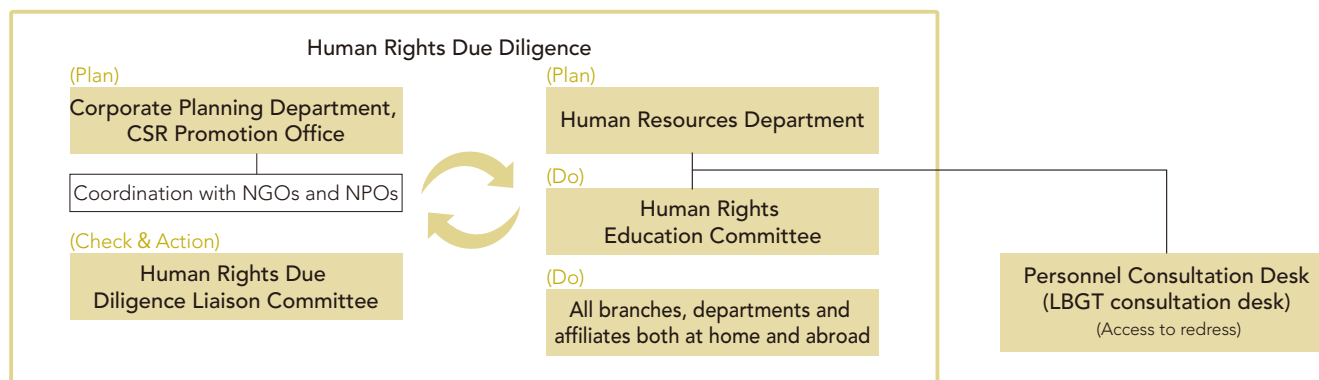 Human Rights Due Diligence
(Plan)
Corporate Planning Department,
CSR Promotion Office
Coordination with NGOs and NPOs
(Check & Action)
Human Rights Due
Diligence Liaison Committee
(Plan)
Human Resources Department
(Do)
Human Rights
Education Committee
(Do)
All branches, departments and
affiliates both at home and abroad
Personnel Consultation Desk
(LBGT consultation desk)
(Access to redress)